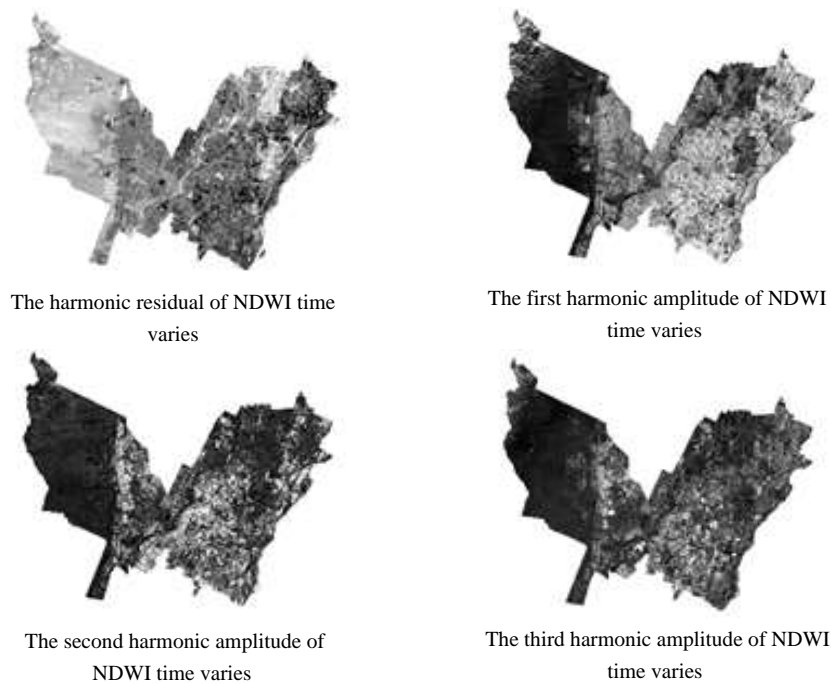 The harmonic residual of NDWI time
varies
The first harmonic amplitude of NDWI
time varies
The second harmonic amplitude of
NDWI time varies
The third harmonic amplitude of NDWI
time varies